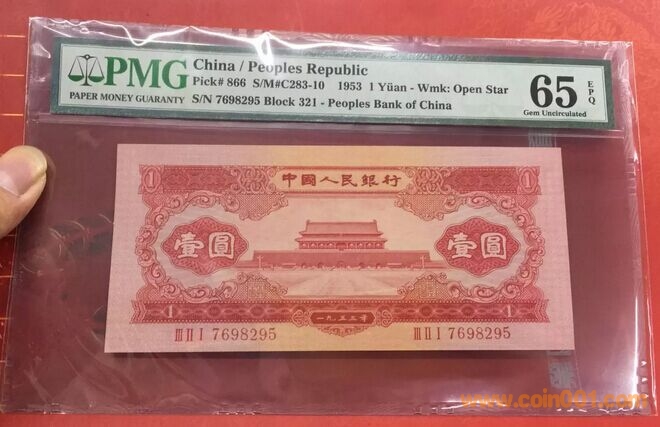 PMG
PAPER MONEY GUARANTY
China / Peoples Republic
Pick# 866 S/M#C283-10 1953 1 Yüan - Wmk: Open Star
S/N 7698295 Block 321 - Peoples Bank of China
65 EPQ
Gem Uncirculated
中國人民銀行
1 1
壹圓 壹圓
1 一九五三年 1
III II I 7698295 III II I 7698295
www.coin001.com